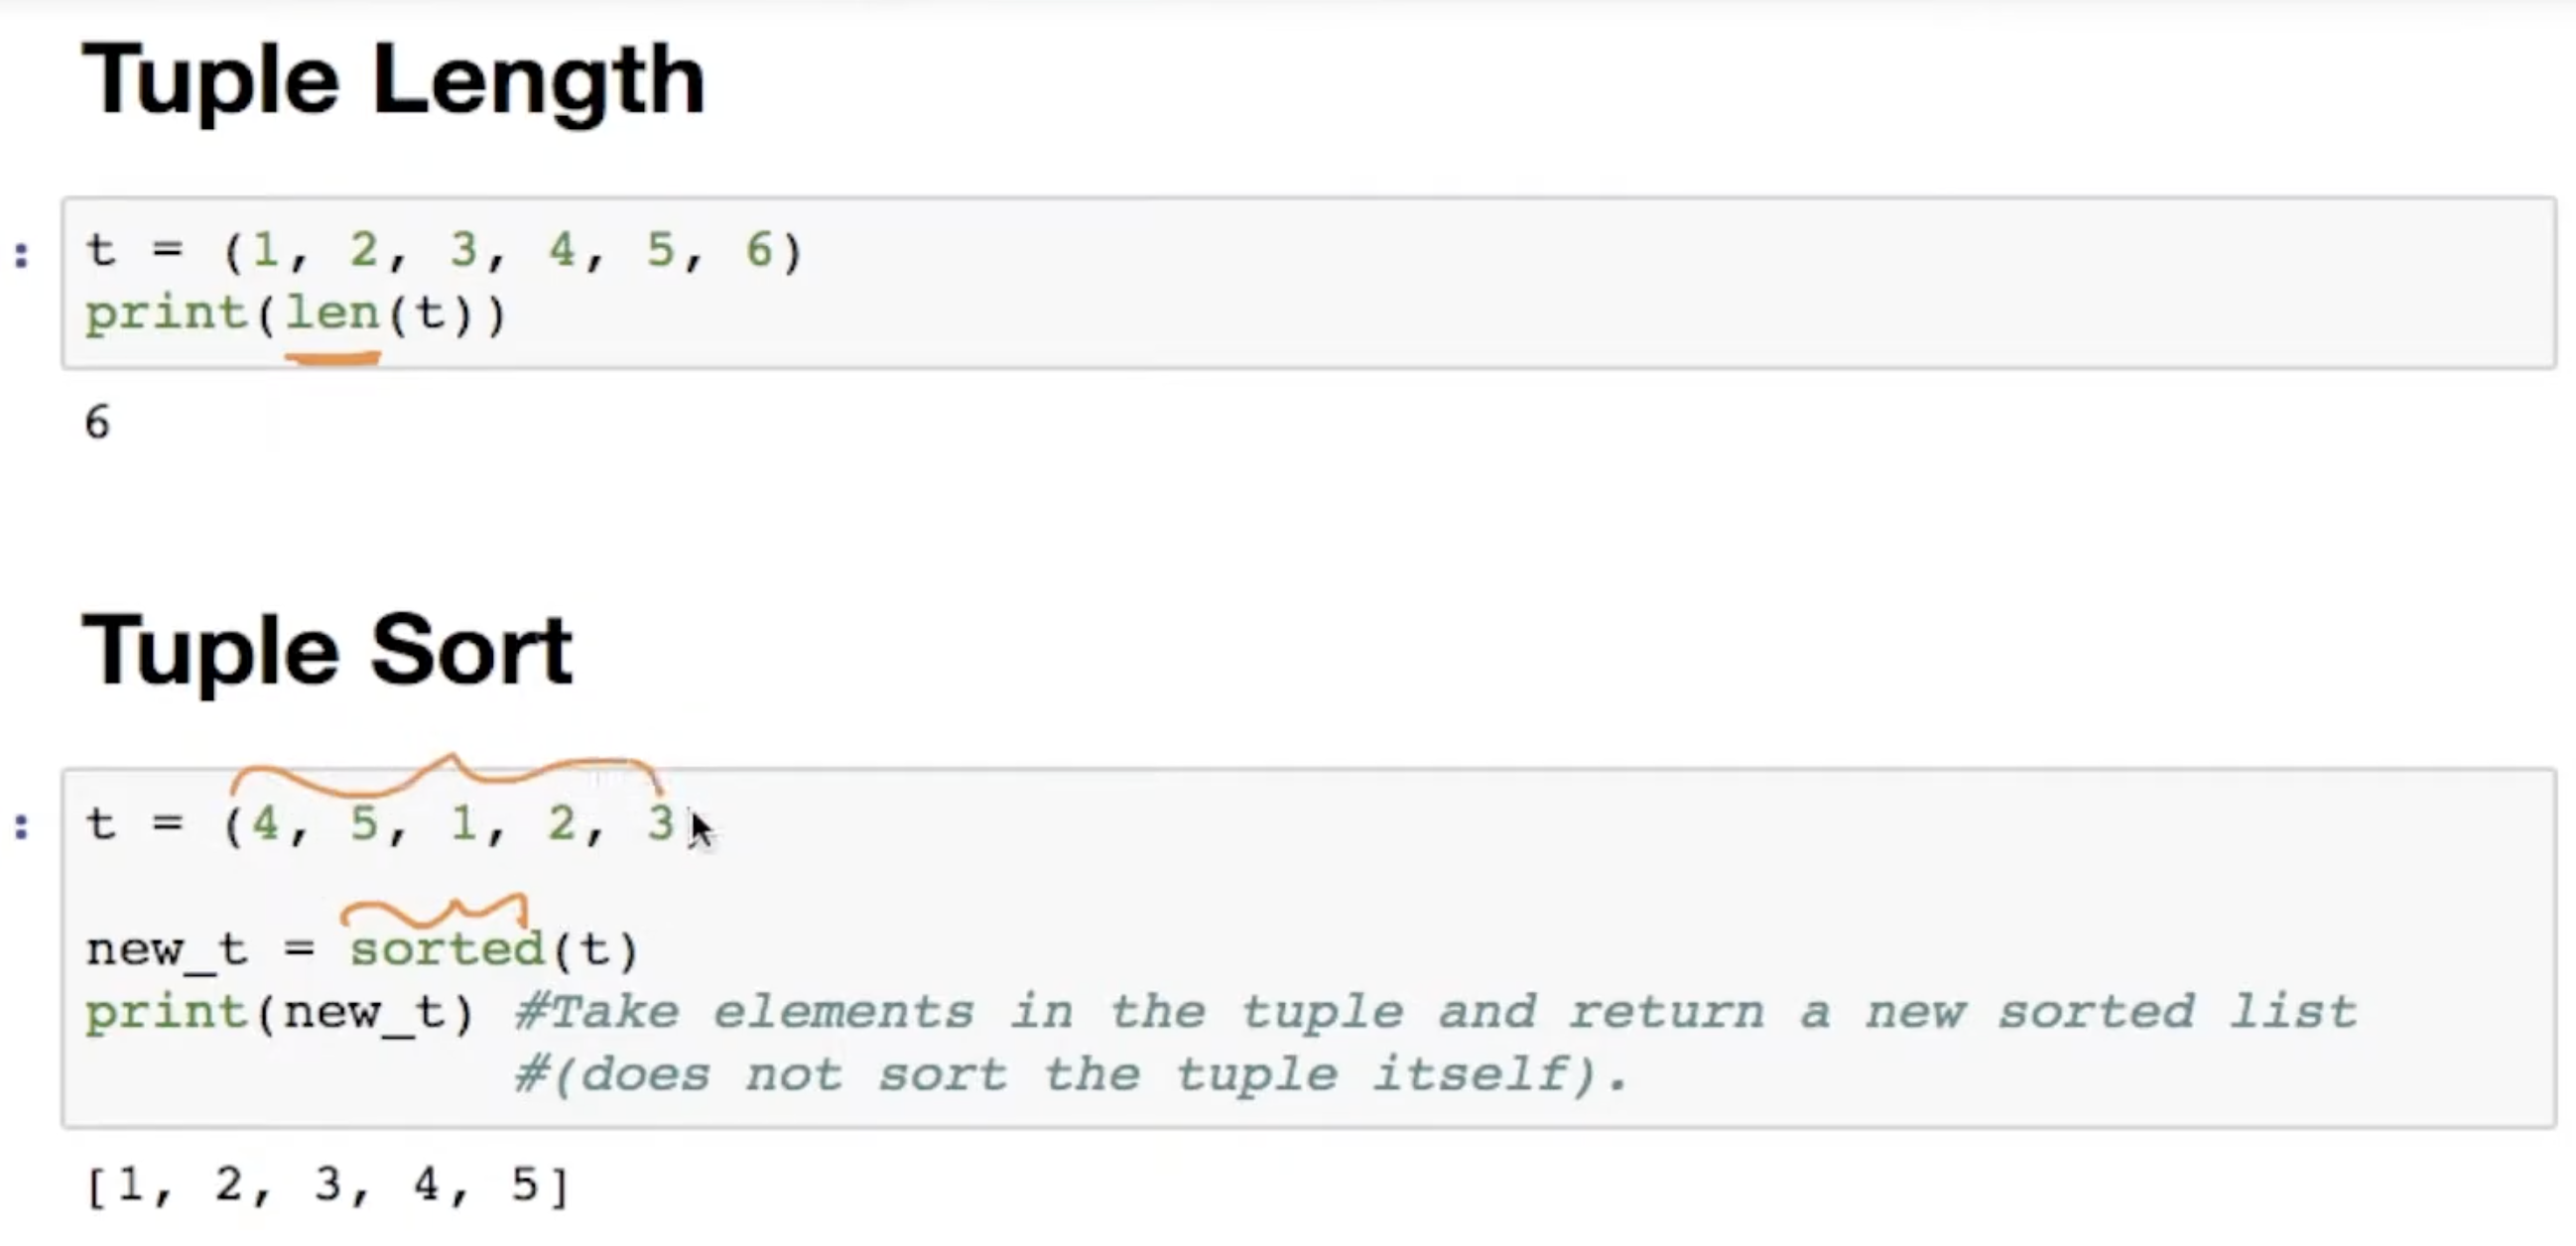 Tuple Length
: t = (1, 2, 3, 4, 5, 6)
print(len(t))
6
Tuple Sort
: t = (4, 5, 1, 2, 3
new_t = sorted(t)
print(new_t) #Take elements in the tuple and return a new sorted list
#(does not sort the tuple itself).
[1, 2, 3, 4, 5]